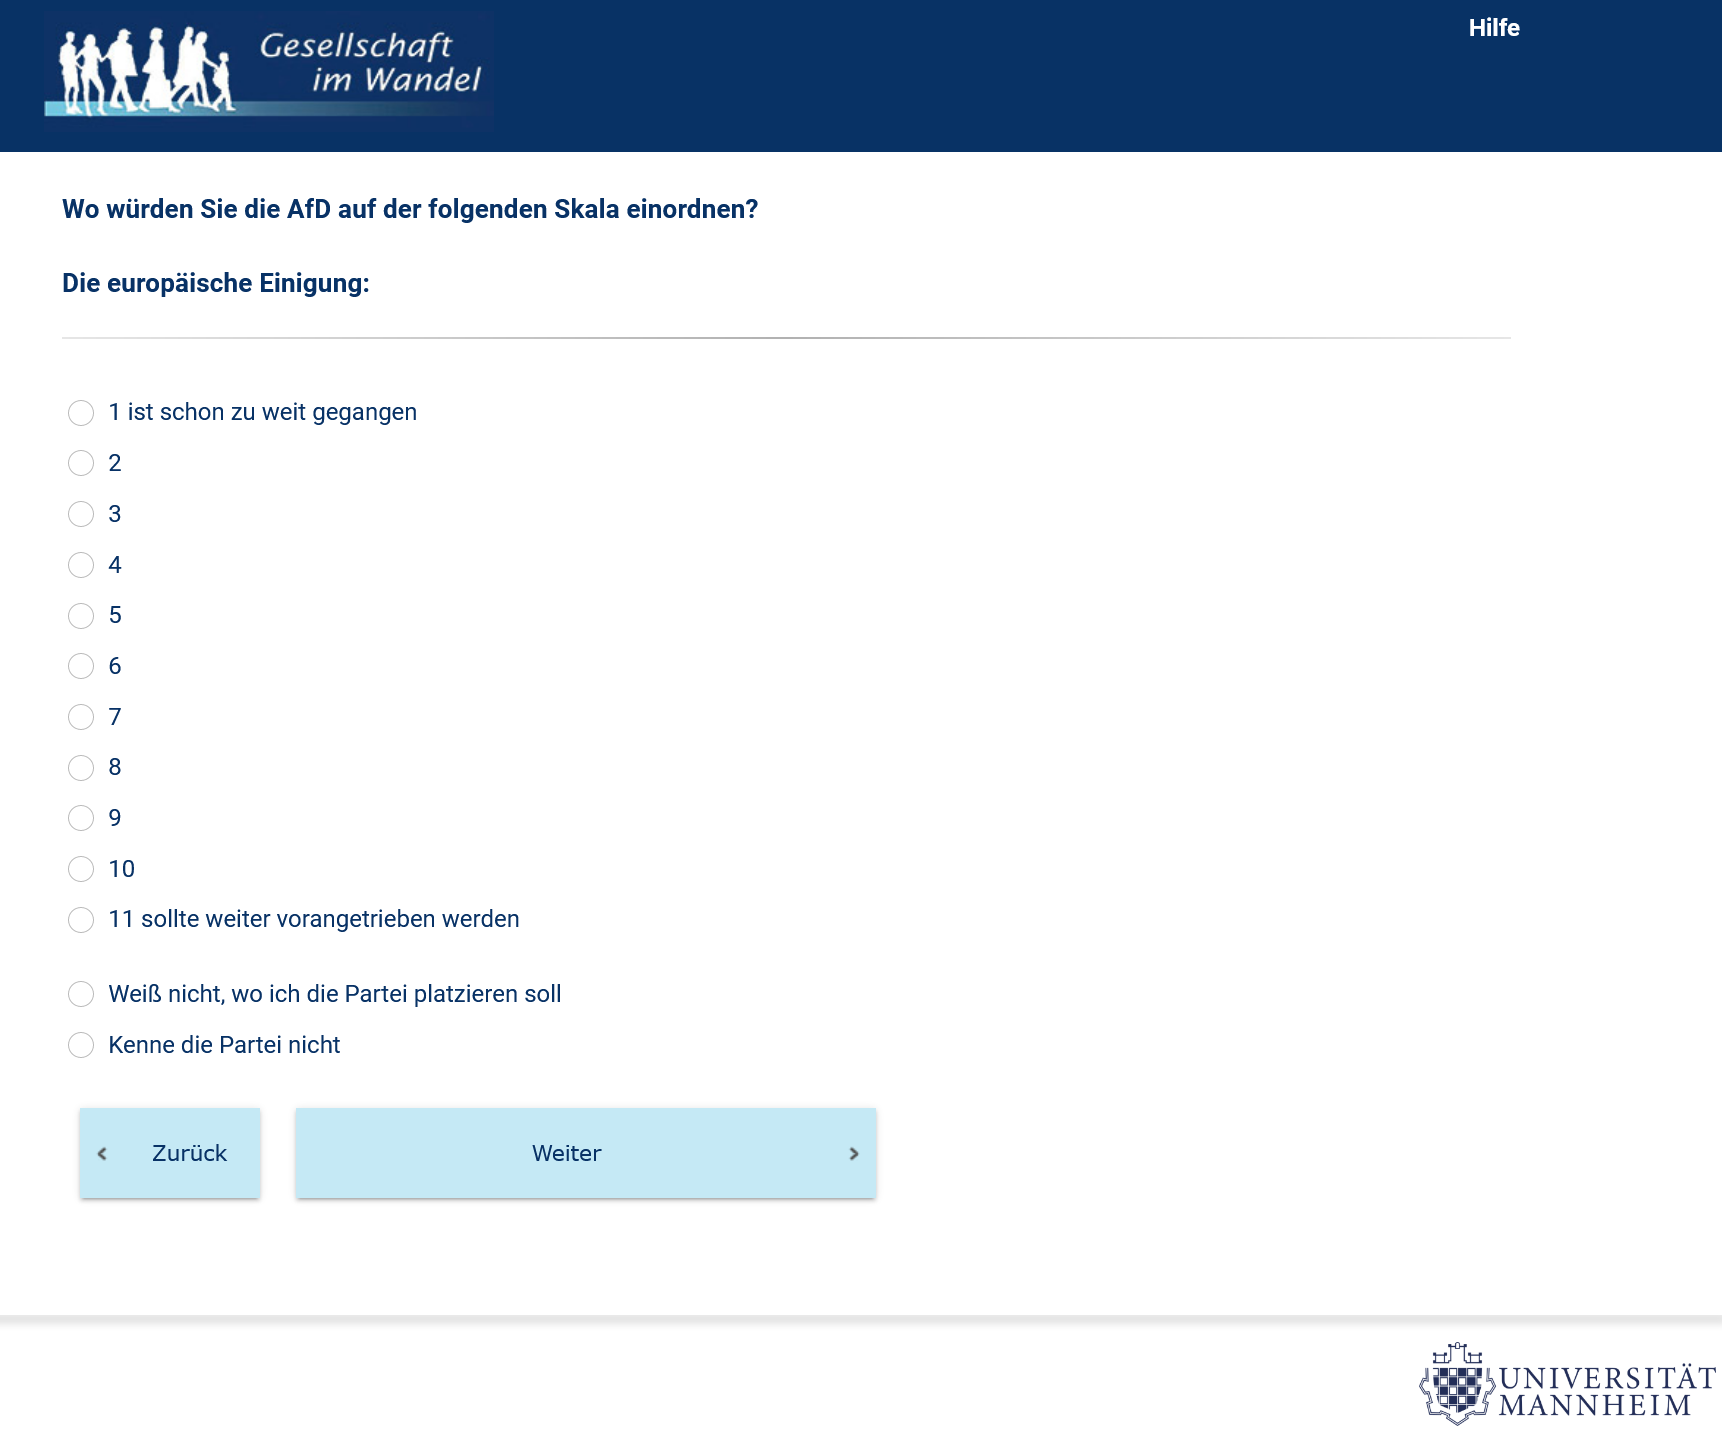 Gesellschaft
im Wandel
Hilfe
Wo würden Sie die AfD auf der folgenden Skala einordnen?
Die europäische Einigung:
1 ist schon zu weit gegangen
2
3
4
5
6
7
8
9
10
11 sollte weiter vorangetrieben werden
Weiß nicht, wo ich die Partei platzieren soll
Kenne die Partei nicht
Zurück
Weiter
UNIVERSITÄT
MANNHEIM